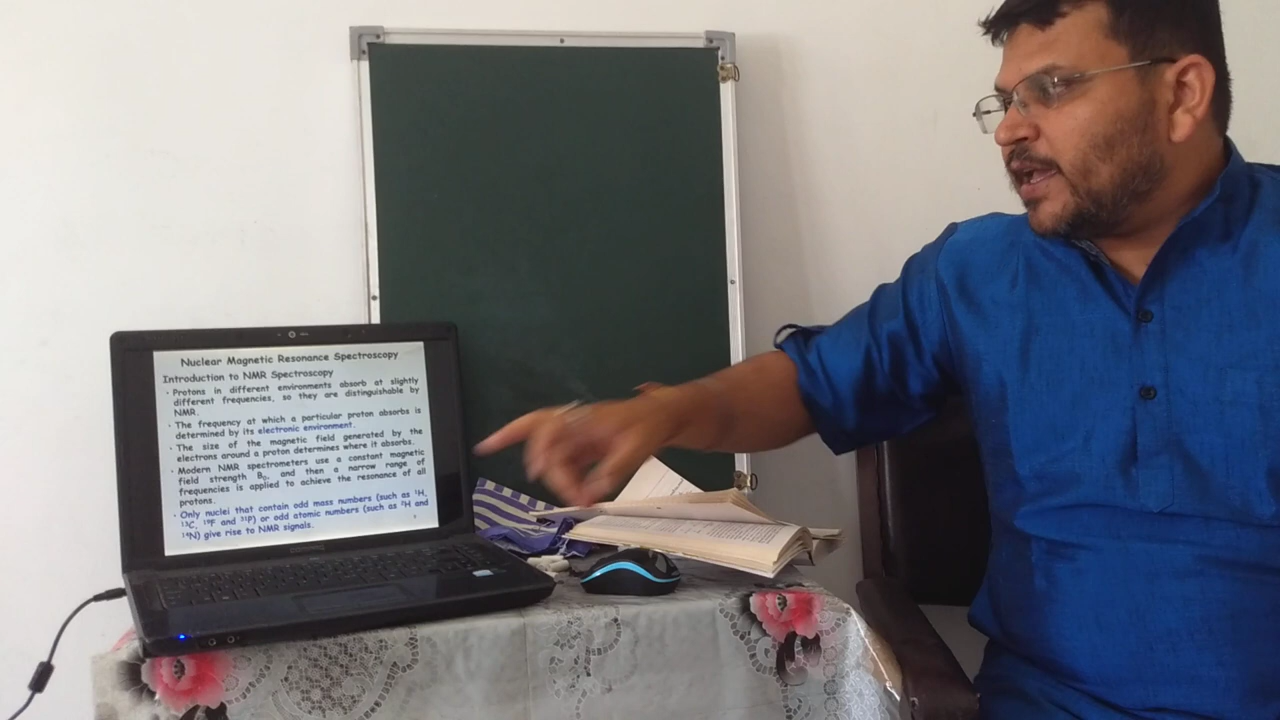 Nuclear Magnetic Resonance Spectroscopy
Introduction to NMR Spectroscopy
• Protons in different environments absorb at slightly
different frequencies, so they are distinguishable by
NMR.
• The frequency at which a particular proton absorbs is
determined by its electronic environment.
• The size of the magnetic field generated by the
electrons around a proton determines where it absorbs.
• Modern NMR spectrometers use a constant magnetic
field strength B₀, and then a narrow range of
frequencies is applied to achieve the resonance of all
protons.
• Only nuclei that contain odd mass numbers (such as ¹H,
¹³C, ¹⁹F and ³¹P) or odd atomic numbers (such as ²H and
¹⁴N) give rise to NMR signals.